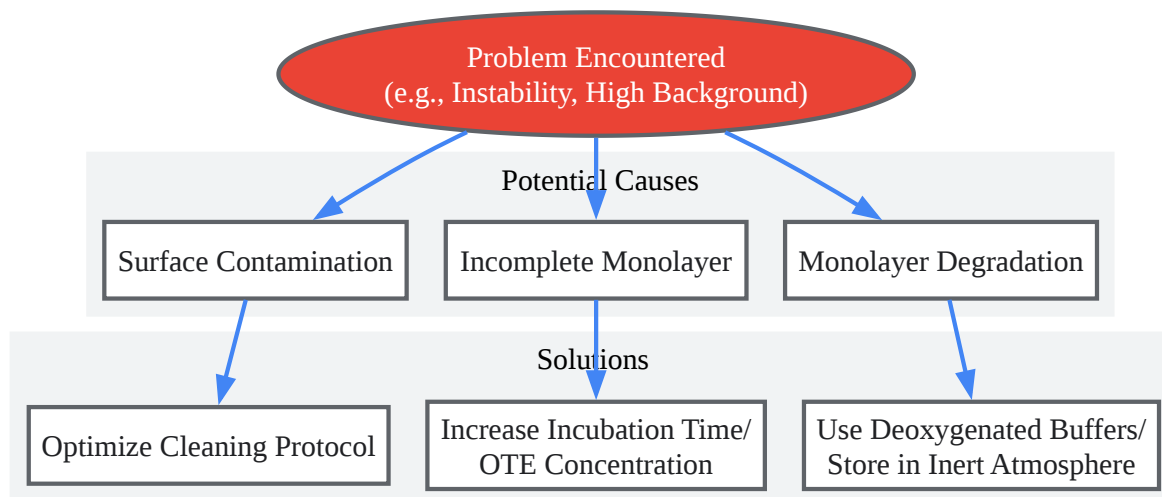 Problem Encountered
(e.g., Instability, High Background)
Potential Causes
Surface Contamination
Incomplete Monolayer
Monolayer Degradation
Solutions
Optimize Cleaning Protocol
Increase Incubation Time/
OTE Concentration
Use Deoxygenated Buffers/
Store in Inert Atmosphere